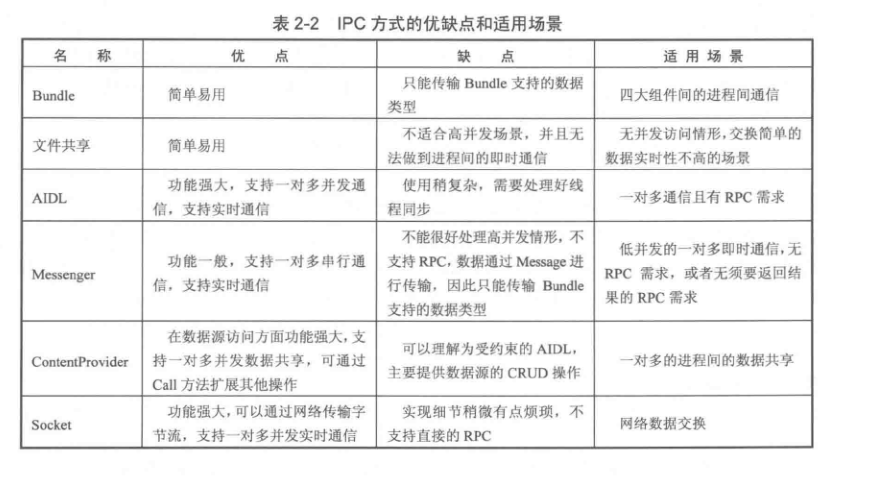 表 2-2 IPC 方式的优缺点和适用场景
名 称 优 点 缺 点 适 用 场 景
Bundle 简单易用 只能传输 Bundle 支持的数据
类型 四大组件间的进程间通信
文件共享 简单易用 不适合高并发场景，并且无
法做到进程间的即时通信 无并发访问情形，交换简单的
数据实时性不高的场景
AIDL 功能强大，支持一对多并发通
信，支持实时通信 使用稍复杂，需要处理好线
程同步 一对多通信且有 RPC 需求
Messenger 功能一般，支持一对多串行通
信，支持实时通信 不能很好处理高并发情形，不
支持 RPC，数据通过 Message 进
行传输，因此只能传输 Bundle
支持的数据类型 低并发的一对多即时通信，无
RPC 需求，或者无须要返回结
果的 RPC 需求
ContentProvider 在数据源访问方面功能强大，支
持一对多并发数据共享，可通过
Call 方法扩展其他操作 可以理解为受约束的 AIDL，
主要提供数据源的 CRUD 操作 一对多的进程间的数据共享
Socket 功能强大，可以通过网络传输字
节流，支持一对多并发实时通信 实现细节稍微有点烦琐，不
支持直接的 RPC 网络数据交换